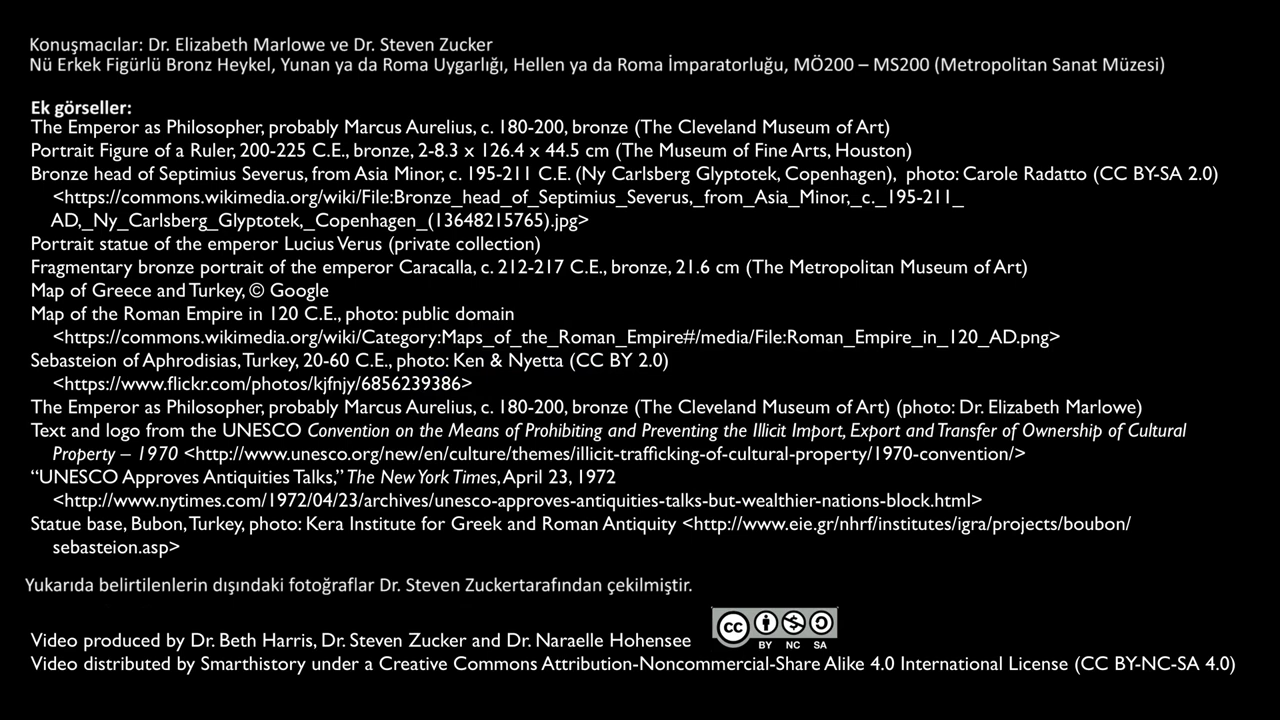 Konuşmacılar: Dr. Elizabeth Marlowe ve Dr. Steven Zucker
Nü Erkek Figürlü Bronz Heykel, Yunan ya da Roma Uygarlığı, Hellen ya da Roma İmparatorluğu, MÖ200 – MS200 (Metropolitan Sanat Müzesi)
Ek görseller:
The Emperor as Philosopher, probably Marcus Aurelius, c. 180-200, bronze (The Cleveland Museum of Art)
Portrait Figure of a Ruler, 200-225 C.E., bronze, 2-8.3 x 126.4 x 44.5 cm (The Museum of Fine Arts, Houston)
Bronze head of Septimius Severus, from Asia Minor, c. 195-211 C.E. (Ny Carlsberg Glyptotek, Copenhagen), photo: Carole Radatto (CC BY-SA 2.0)
<https://commons.wikimedia.org/wiki/File:Bronze_head_of_Septimius_Severus,_from_Asia_Minor,_c._195-211_
AD,_Ny_Carlsberg_Glyptotek,_Copenhagen_(13648215765).jpg>
Portrait statue of the emperor Lucius Verus (private collection)
Fragmentary bronze portrait of the emperor Caracalla, c. 212-217 C.E., bronze, 21.6 cm (The Metropolitan Museum of Art)
Map of Greece and Turkey, © Google
Map of the Roman Empire in 120 C.E., photo: public domain
<https://commons.wikimedia.org/wiki/Category:Maps_of_the_Roman_Empire#/media/File:Roman_Empire_in_120_AD.png>
Sebasteion of Aphrodisias, Turkey, 20-60 C.E., photo: Ken & Nyetta (CC BY 2.0)
<https://www.flickr.com/photos/kjfnjy/6856239386>
The Emperor as Philosopher, probably Marcus Aurelius, c. 180-200, bronze (The Cleveland Museum of Art) (photo: Dr. Elizabeth Marlowe)
Text and logo from the UNESCO Convention on the Means of Prohibiting and Preventing the Illicit Import, Export and Transfer of Ownership of Cultural
Property – 1970 <http://www.unesco.org/new/en/culture/themes/illicit-trafficking-of-cultural-property/1970-convention/>
“UNESCO Approves Antiquities Talks,” The New York Times, April 23, 1972
<http://www.nytimes.com/1972/04/23/archives/unesco-approves-antiquities-talks-but-wealthier-nations-block.html>
Statue base, Bubon, Turkey, photo: Kera Institute for Greek and Roman Antiquity <http://www.eie.gr/nhrf/institutes/igra/projects/boubon/
sebasteion.asp>
Yukarıda belirtilenlerin dışındaki fotoğraflar Dr. Steven Zuckertarafından çekilmiştir.
cc BY NC SA
Video produced by Dr. Beth Harris, Dr. Steven Zucker and Dr. Naraelle Hohensee
Video distributed by Smarthistory under a Creative Commons Attribution-Noncommercial-Share Alike 4.0 International License (CC BY-NC-SA 4.0)